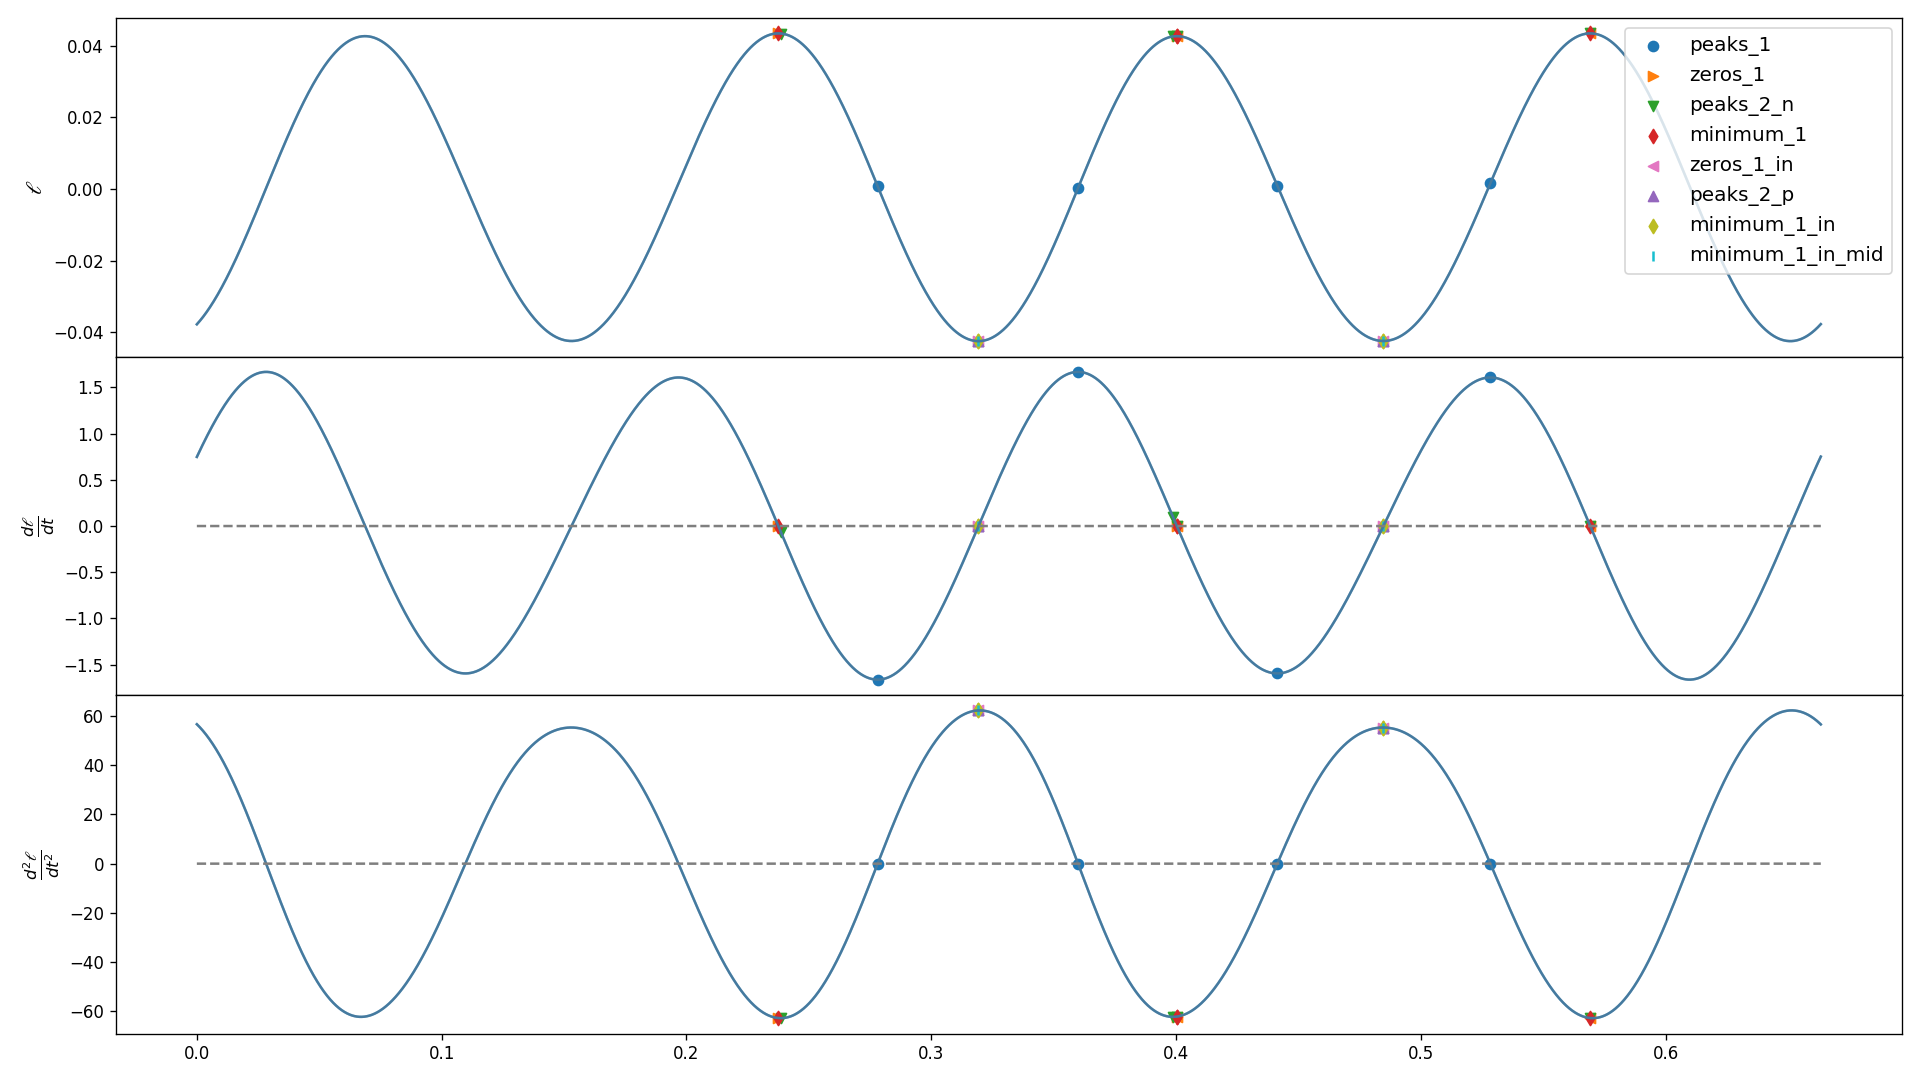 0.04
0.02
0.00
−0.02
−0.04
ℓ
peaks_1
zeros_1
peaks_2_n
minimum_1
zeros_1_in
peaks_2_p
minimum_1_in
minimum_1_in_mid
1.5
1.0
0.5
0.0
−0.5
−1.0
−1.5
dℓ/dt
60
40
20
0
−20
−40
−60
d²ℓ/dt²
0.0 0.1 0.2 0.3 0.4 0.5 0.6